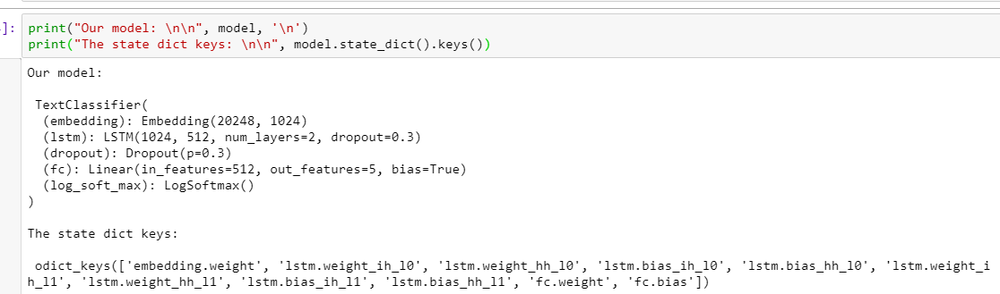 ]: print("Our model: \n\n", model, '\n')
print("The state dict keys: \n\n", model.state_dict().keys())
Our model:
TextClassifier(
(embedding): Embedding(20248, 1024)
(lstm): LSTM(1024, 512, num_layers=2, dropout=0.3)
(dropout): Dropout(p=0.3)
(fc): Linear(in_features=512, out_features=5, bias=True)
(log_soft_max): LogSoftmax()
)
The state dict keys:
odict_keys(['embedding.weight', 'lstm.weight_ih_l0', 'lstm.weight_hh_l0', 'lstm.bias_ih_l0', 'lstm.bias_hh_l0', 'lstm.weight_i
h_l1', 'lstm.weight_hh_l1', 'lstm.bias_ih_l1', 'lstm.bias_hh_l1', 'fc.weight', 'fc.bias'])